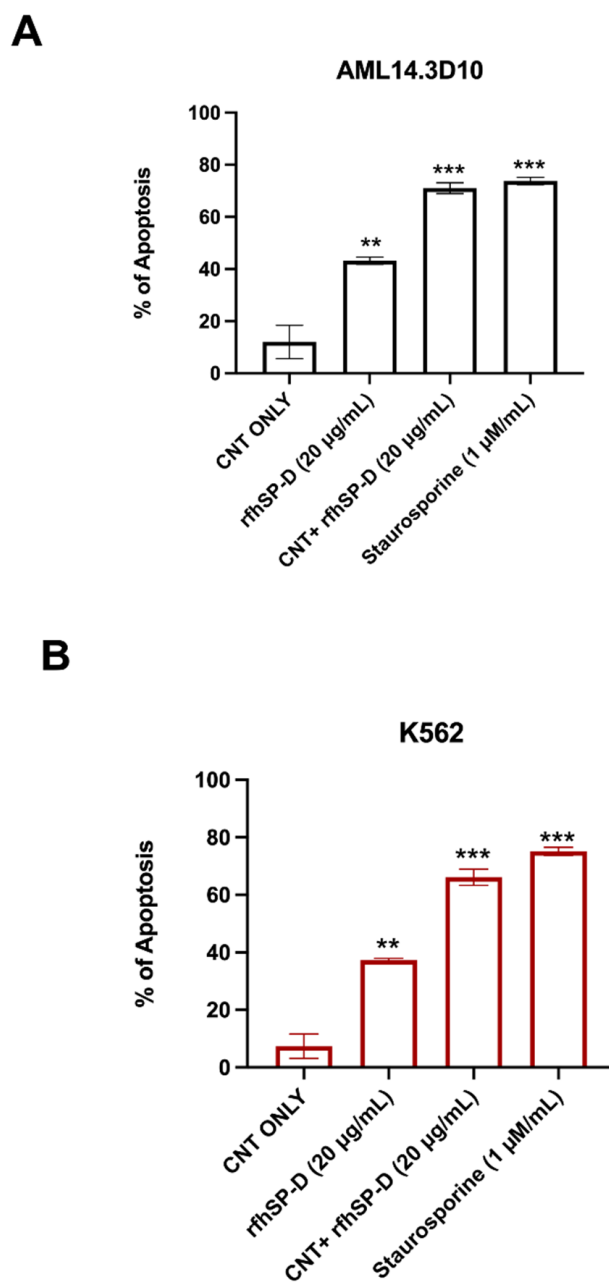 A
AML14.3D10
% of Apoptosis
100
80
60
40
20
0
**
***
***
CNT ONLY
rfhSP-D (20 µg/mL)
CNT+ rfhSP-D (20 µg/mL)
Staurosporine (1 µM/mL)
B
K562
% of Apoptosis
100
80
60
40
20
0
**
***
***
CNT ONLY
rfhSP-D (20 µg/mL)
CNT+ rfhSP-D (20 µg/mL)
Staurosporine (1 µM/mL)